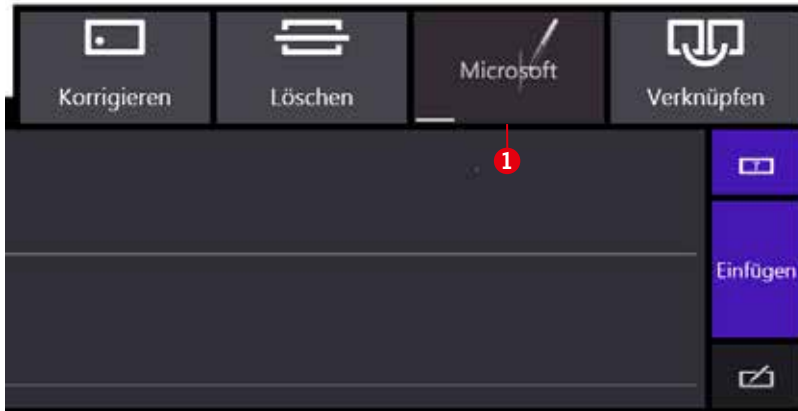 Korrigieren
Löschen
Microsoft
Verknüpfen
1
Einfügen